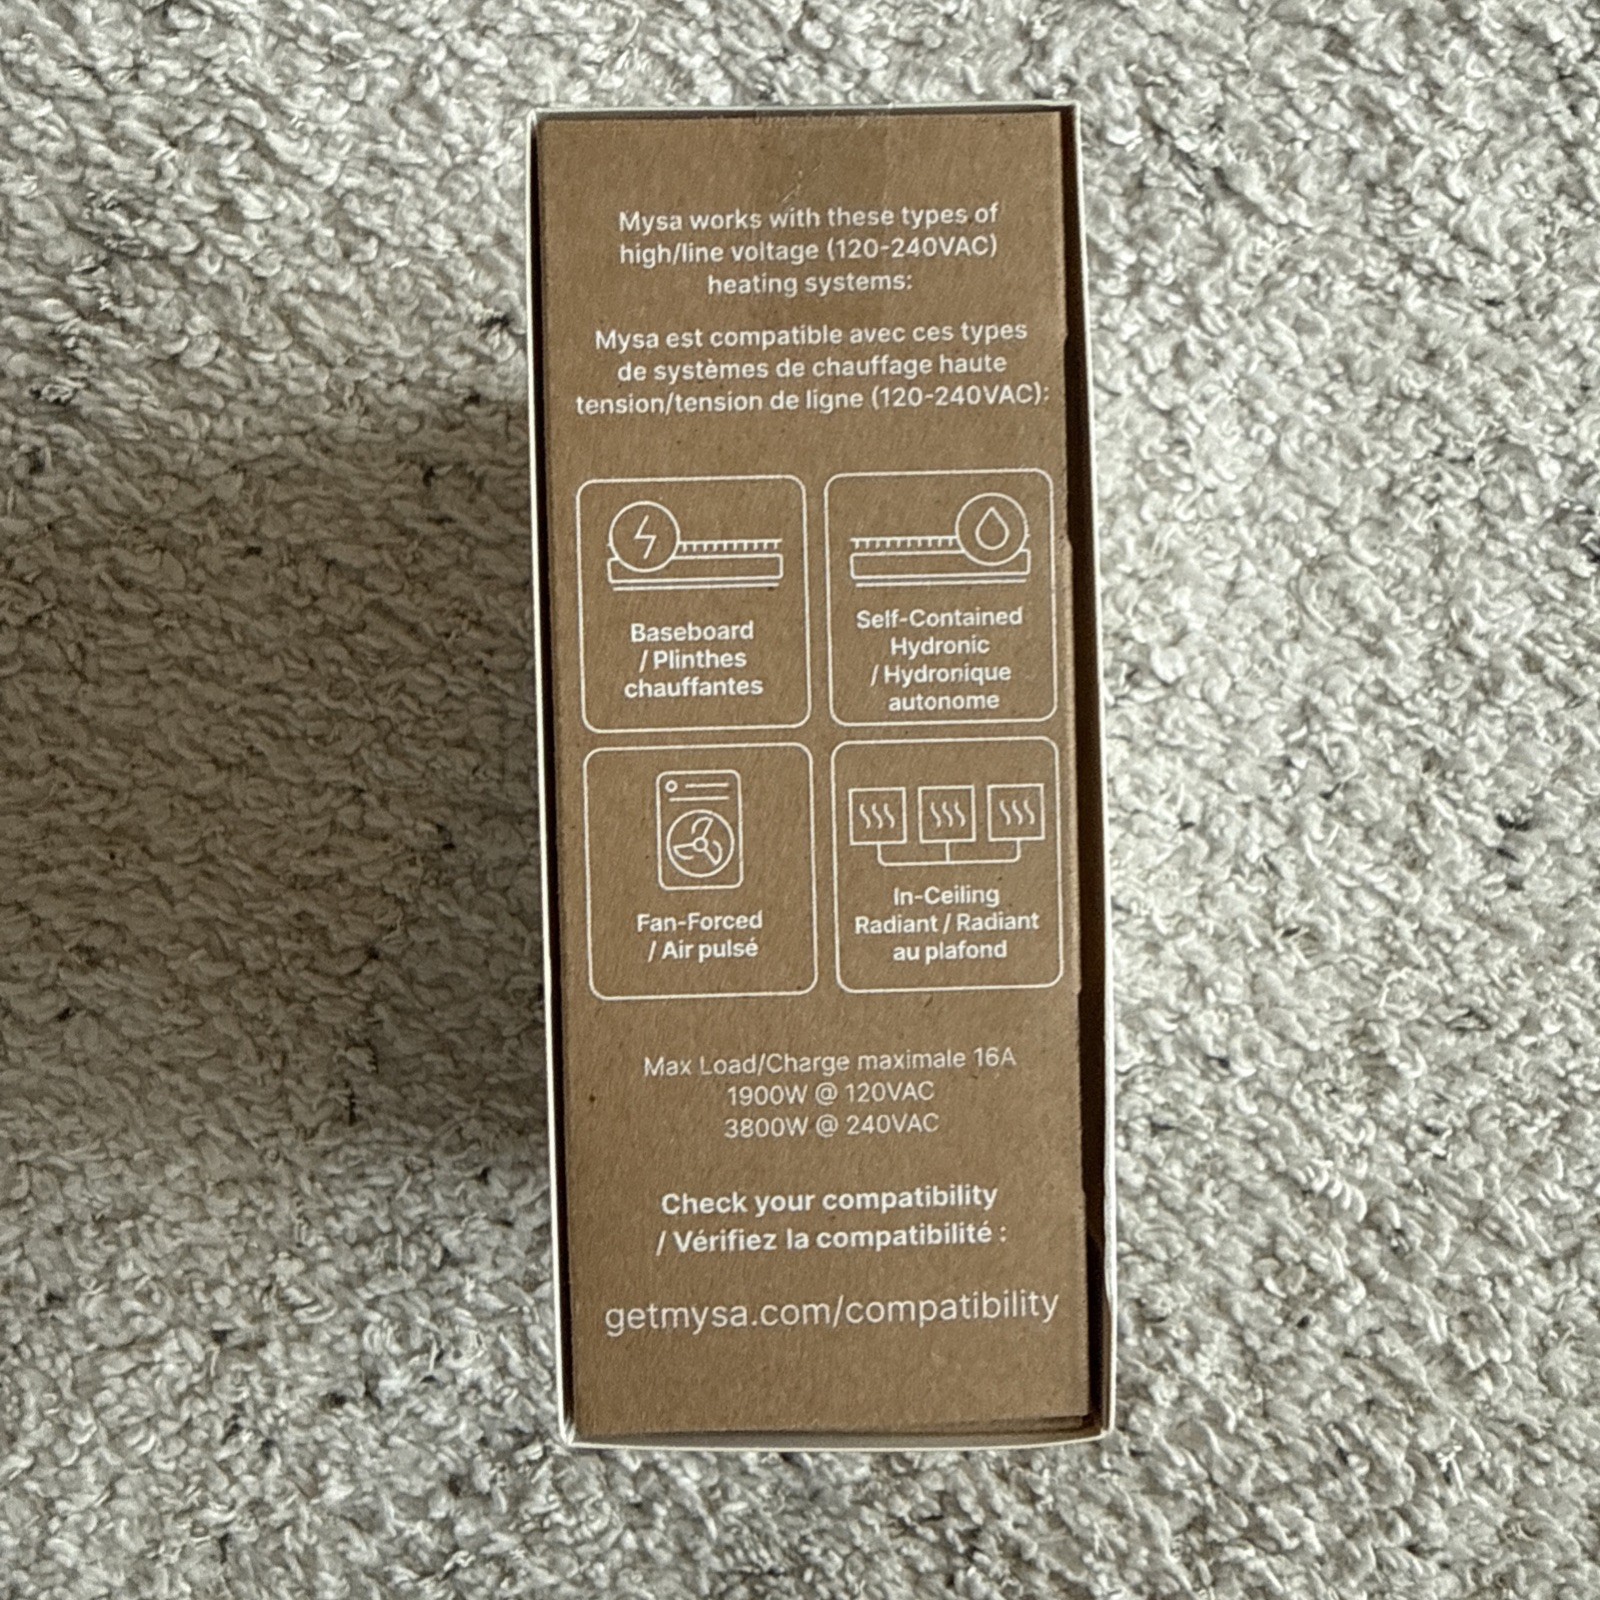 Mysa works with these types of
high/line voltage (120-240VAC)
heating systems:
Mysa est compatible avec ces types
de systèmes de chauffage haute
tension/tension de ligne (120-240VAC):
Baseboard
/ Plinthes
chauffantes
Self-Contained
Hydronic
/ Hydronique
autonome
Fan-Forced
/ Air pulsé
In-Ceiling
Radiant / Radiant
au plafond
Max Load/Charge maximale 16A
1900W @ 120VAC
3800W @ 240VAC
Check your compatibility
/ Vérifiez la compatibilité :
getmysa.com/compatibility